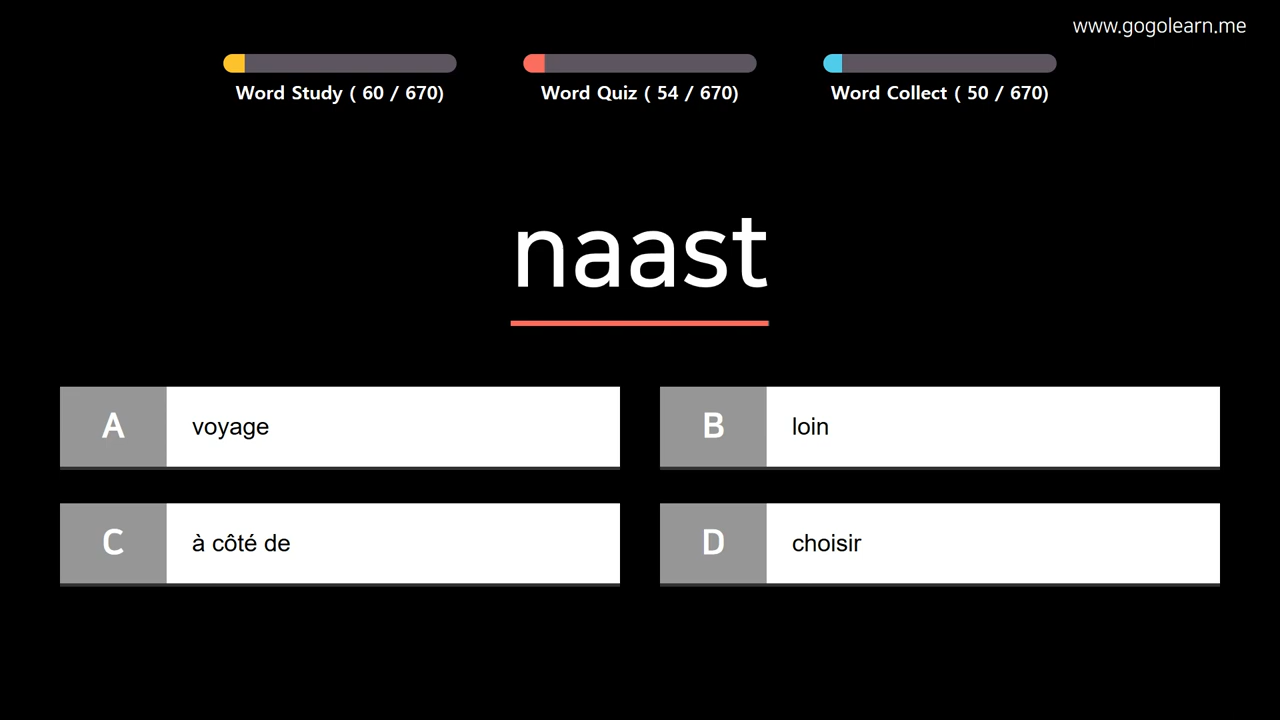 www.gogolearn.me
Word Study ( 60 / 670)
Word Quiz ( 54 / 670)
Word Collect ( 50 / 670)
naast
A voyage
B loin
C à côté de
D choisir